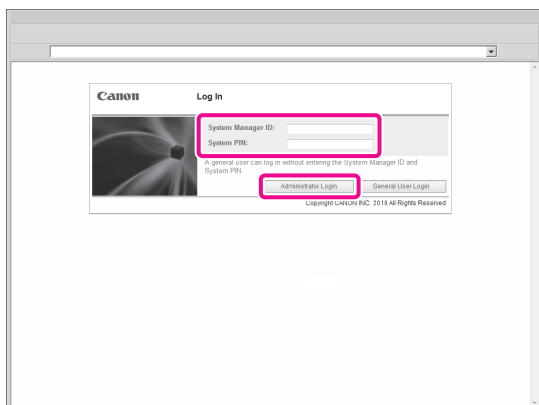 Canon
Log In
System Manager ID:
System PIN:
A general user can log in without entering the System Manager ID and
System PIN.
Administrator Login
General User Login
Copyright CANON INC. 2018 All Rights Reserved